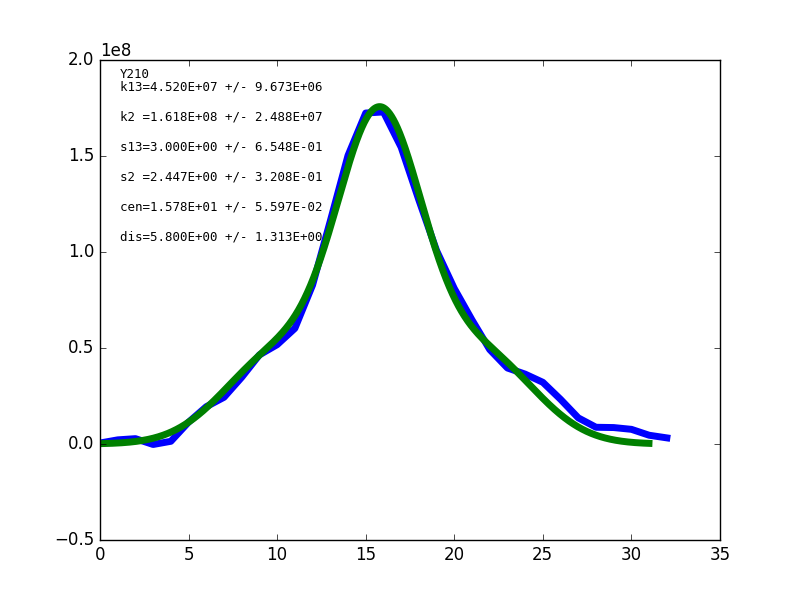 1e8
2.0
Y210
k13=4.520E+07 +/- 9.673E+06
k2 =1.618E+08 +/- 2.488E+07
s13=3.000E+00 +/- 6.548E-01
1.5
s2 =2.447E+00 +/- 3.208E-01
cen=1.578E+01 +/- 5.597E-02
dis=5.800E+00 +/- 1.313E+00
1.0
0.5
0.0
−0.5
0 5 10 15 20 25 30 35